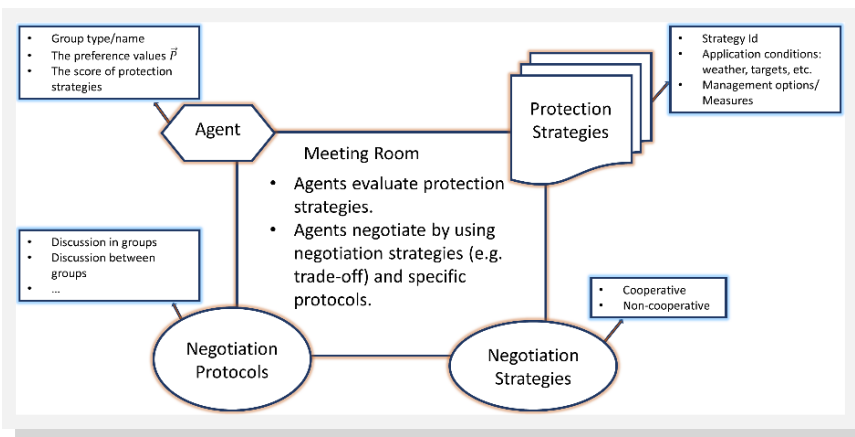 • Group type/name
• The preference values P⃗
• The score of protection
strategies
• Strategy Id
• Application conditions:
weather, targets, etc.
• Management options/
Measures
Agent
Protection
Strategies
Meeting Room
• Agents evaluate protection
strategies.
• Agents negotiate by using
negotiation strategies (e.g.
trade-off) and specific
protocols.
• Discussion in groups
• Discussion between
groups
• ...
• Cooperative
• Non-cooperative
Negotiation
Protocols
Negotiation
Strategies